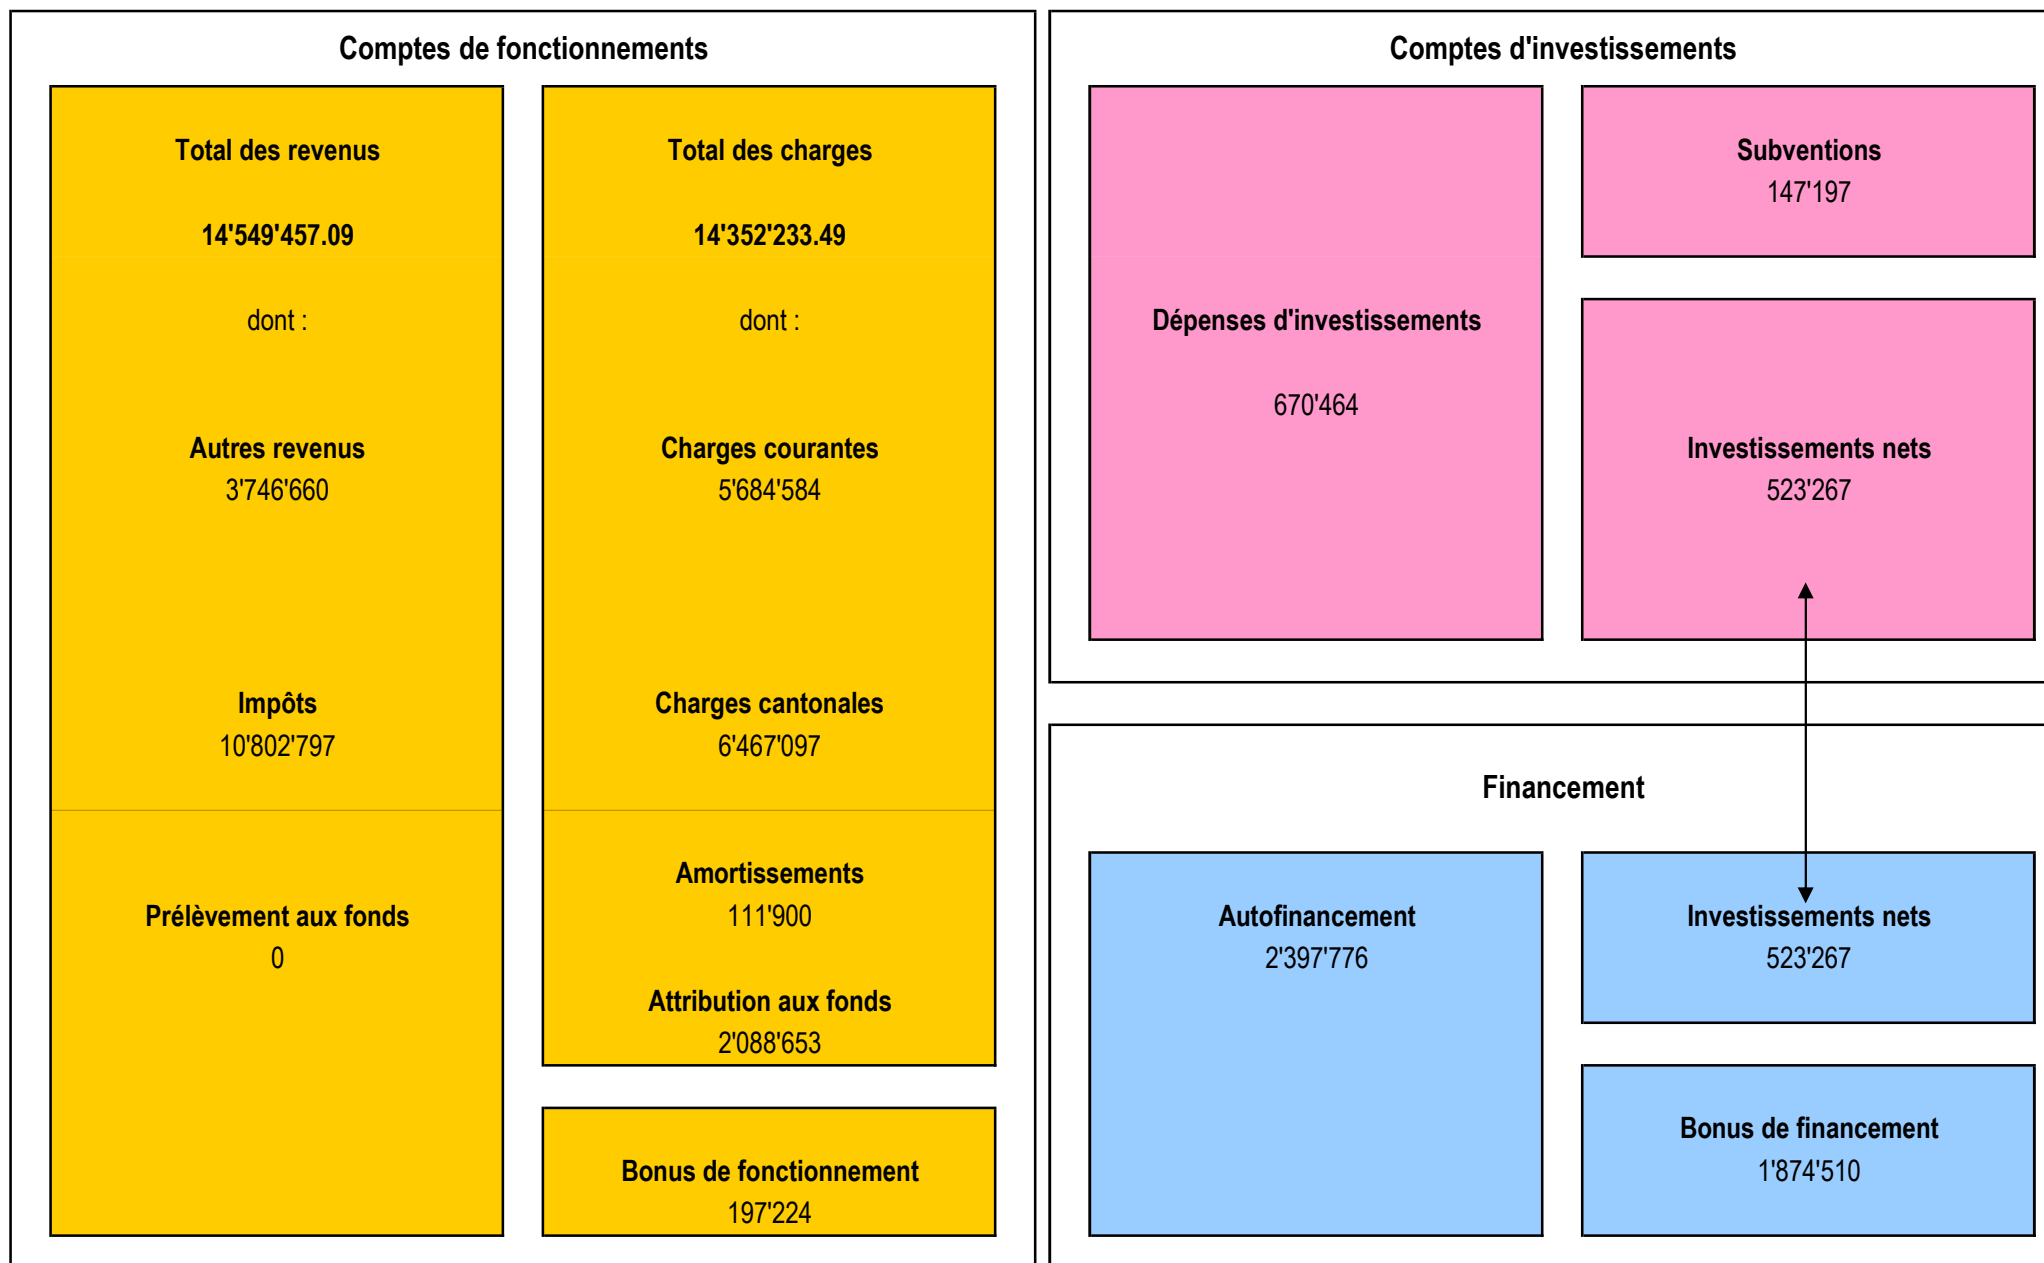 Comptes de fonctionnements
Total des revenus
14'549'457.09
dont :
Autres revenus
3'746'660
Impôts
10'802'797
Prélèvement aux fonds
0
Total des charges
14'352'233.49
dont :
Charges courantes
5'684'584
Charges cantonales
6'467'097
Amortissements
111'900
Attribution aux fonds
2'088'653
Bonus de fonctionnement
197'224
Comptes d'investissements
Dépenses d'investissements
670'464
Subventions
147'197
Investissements nets
523'267
Financement
Autofinancement
2'397'776
Investissements nets
523'267
Bonus de financement
1'874'510